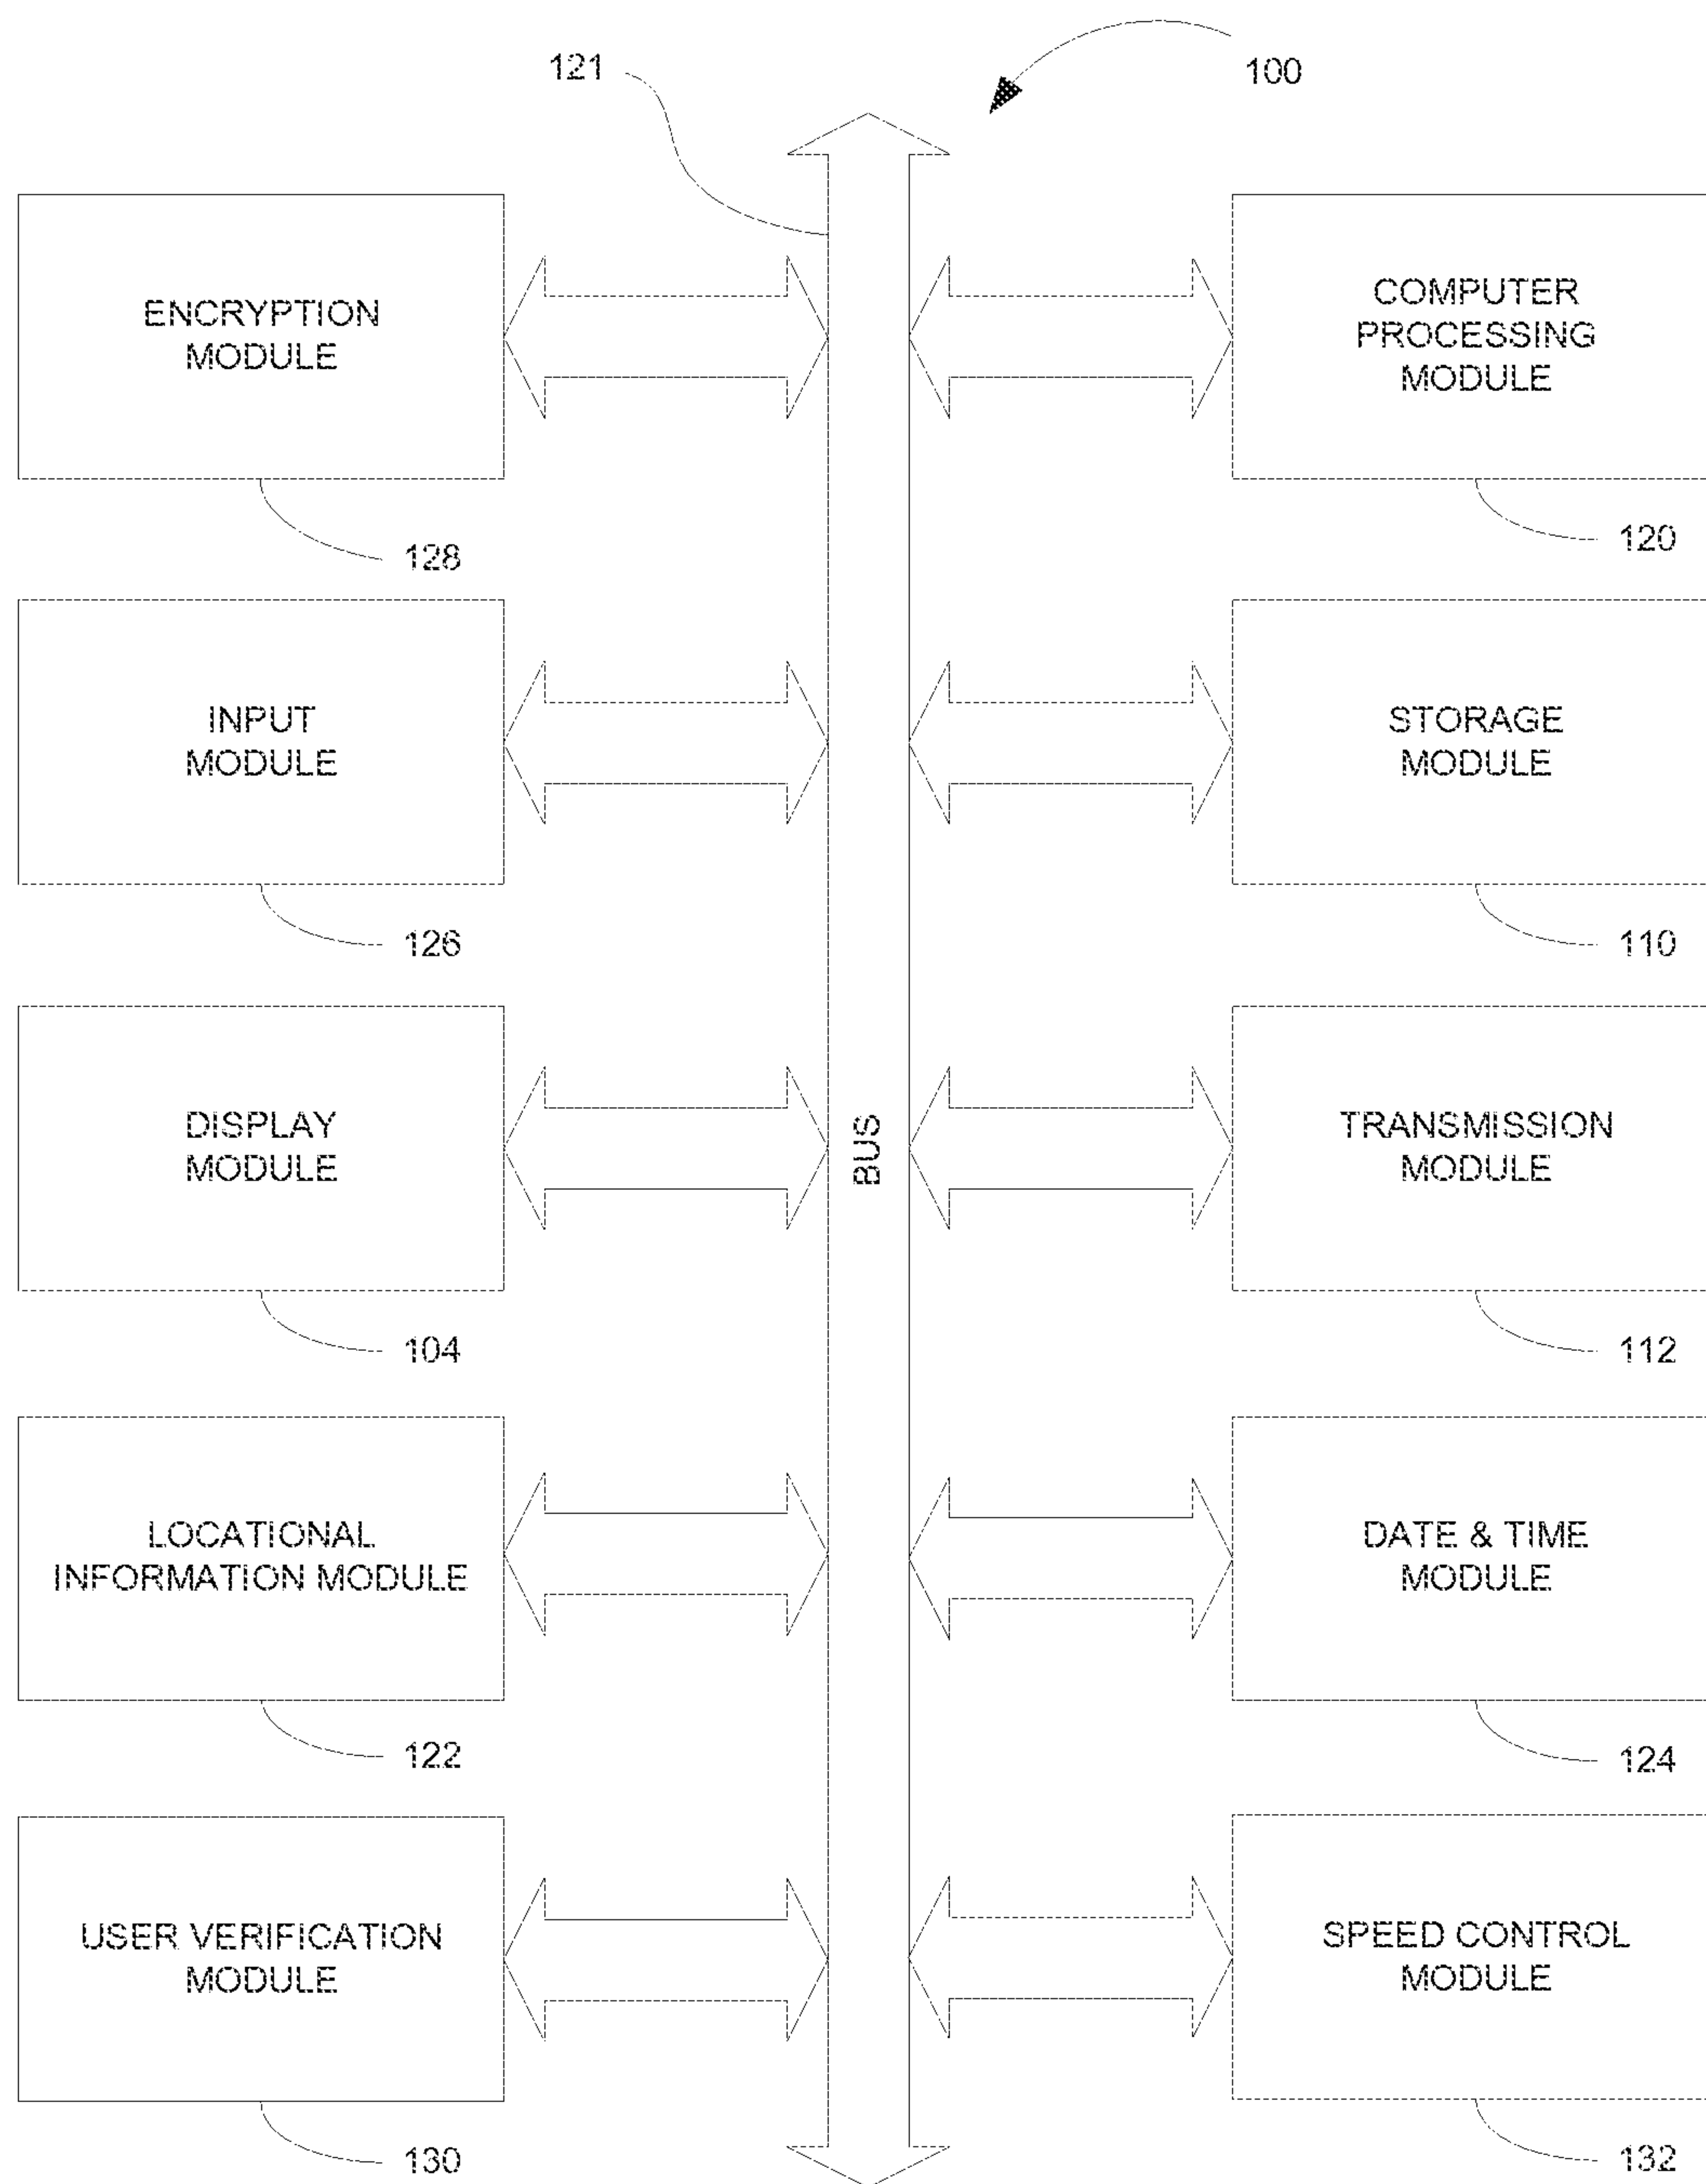 121
100
ENCRYPTION
MODULE
128
COMPUTER
PROCESSING
MODULE
120
INPUT
MODULE
126
STORAGE
MODULE
110
DISPLAY
MODULE
104
BUS
TRANSMISSION
MODULE
112
LOCATIONAL
INFORMATION MODULE
122
DATE & TIME
MODULE
124
USER VERIFICATION
MODULE
130
SPEED CONTROL
MODULE
132